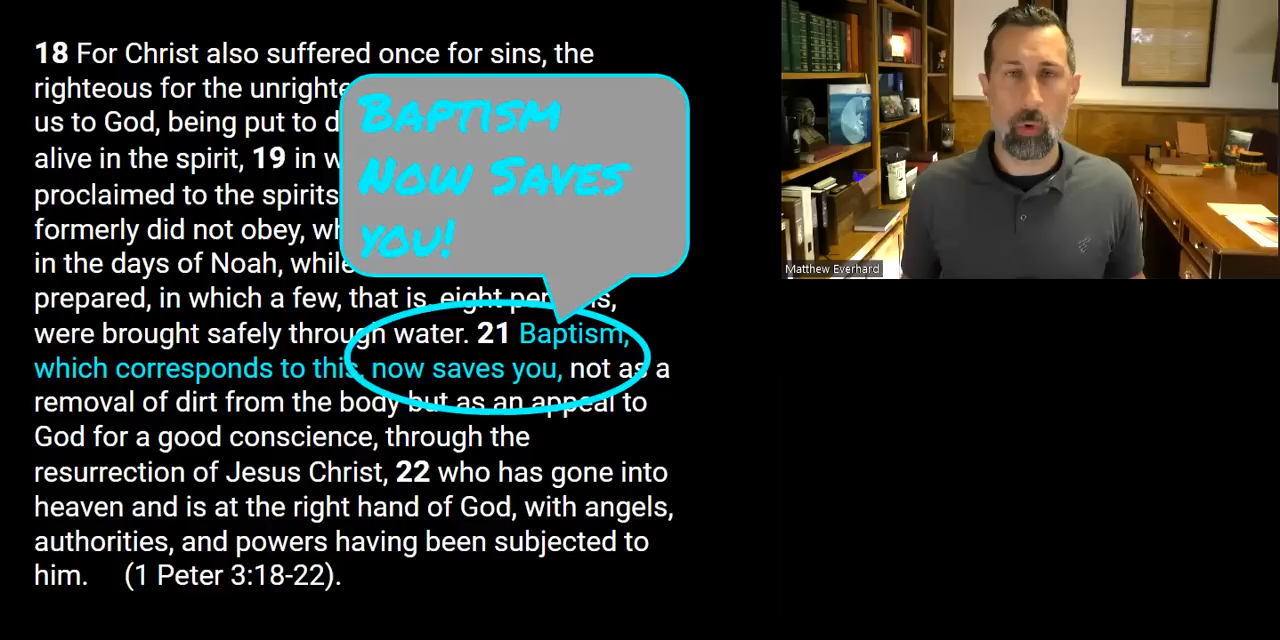 18 For Christ also suffered once for sins, the
righteous for the unrighte
us to God, being put to d
alive in the spirit, 19 in w
proclaimed to the spirits
formerly did not obey, wh
in the days of Noah, while
prepared, in which a few, that is, eight persons,
were brought safely through water. 21 Baptism,
which corresponds to this, now saves you, not as a
removal of dirt from the body but as an appeal to
God for a good conscience, through the
resurrection of Jesus Christ, 22 who has gone into
heaven and is at the right hand of God, with angels,
authorities, and powers having been subjected to
him. (1 Peter 3:18-22).
Baptism
Now Saves
you!
Matthew Everhard